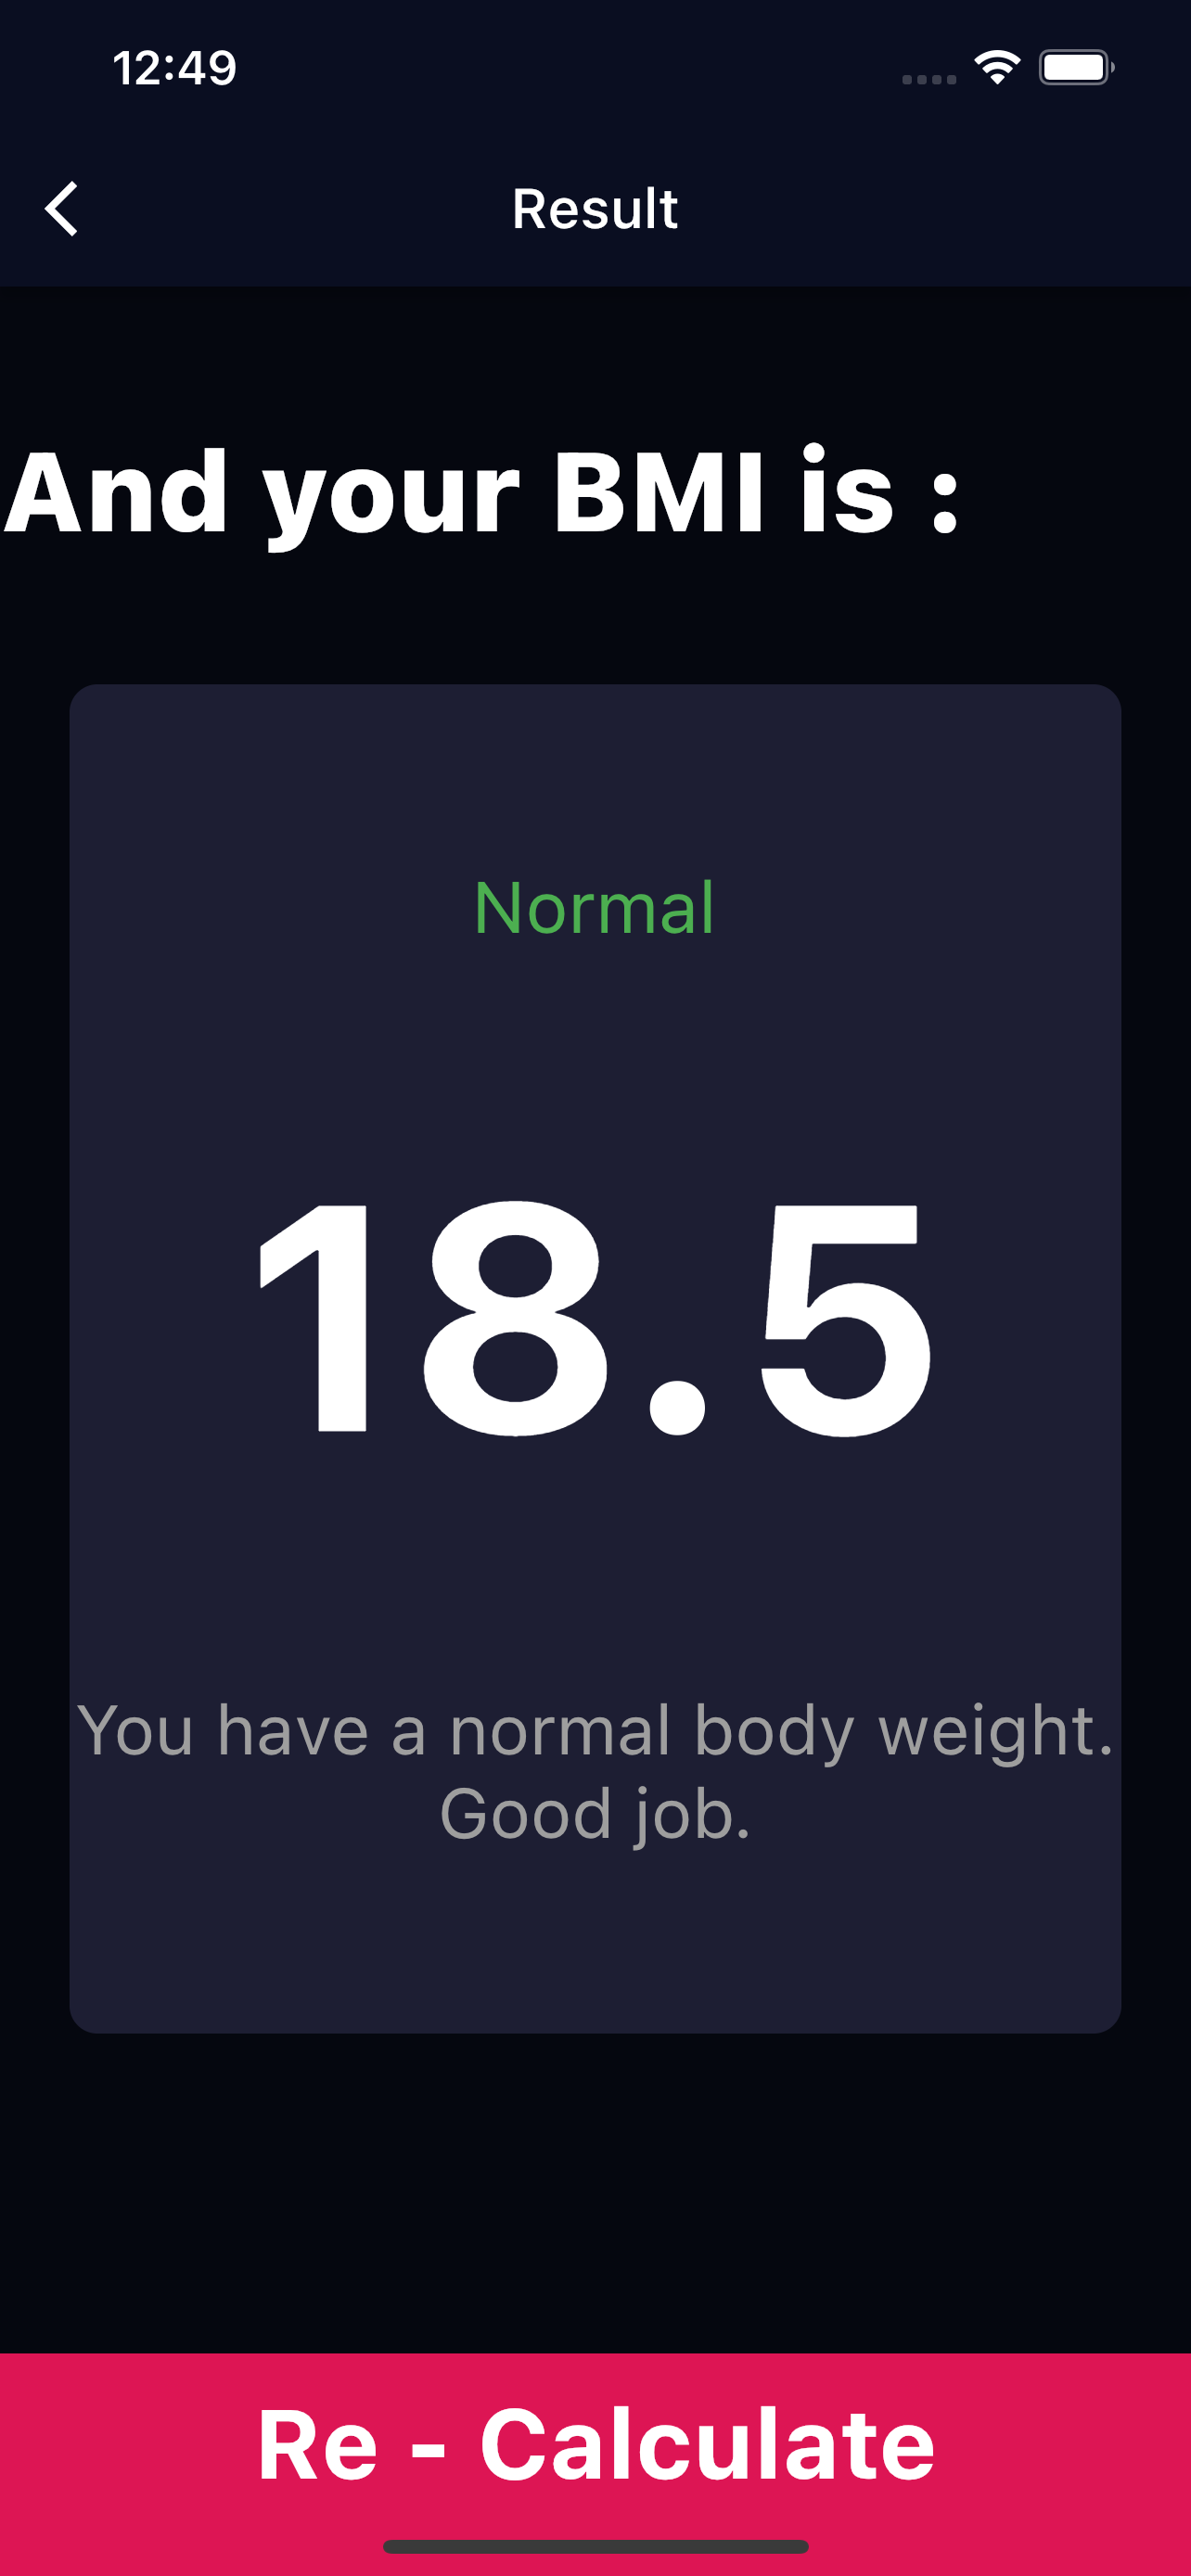 12:49
Result
And your BMI is :
Normal
18.5
You have a normal body weight.
Good job.
Re - Calculate